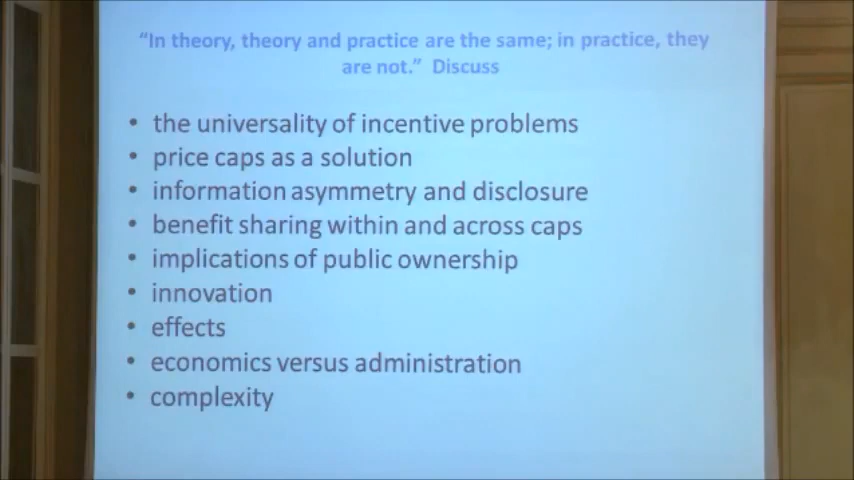 “In theory, theory and practice are the same; in practice, they
are not.” Discuss
• the universality of incentive problems
• price caps as a solution
• information asymmetry and disclosure
• benefit sharing within and across caps
• implications of public ownership
• innovation
• effects
• economics versus administration
• complexity